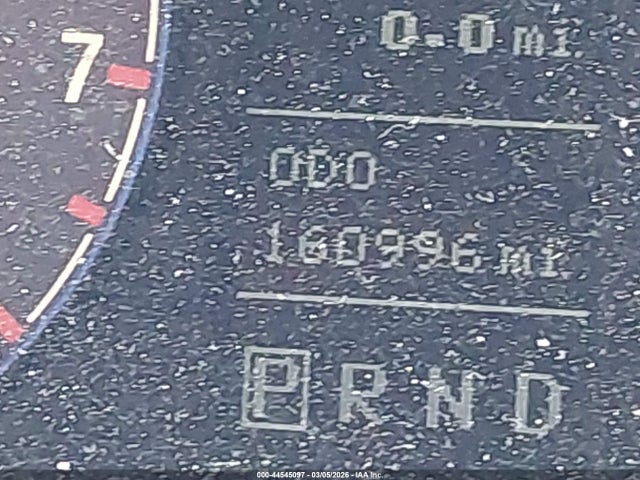 0.0 mi.
7
ODO
160996 mi.
P R N D
000-44545097 - 03/05/2026 - IAA Inc.